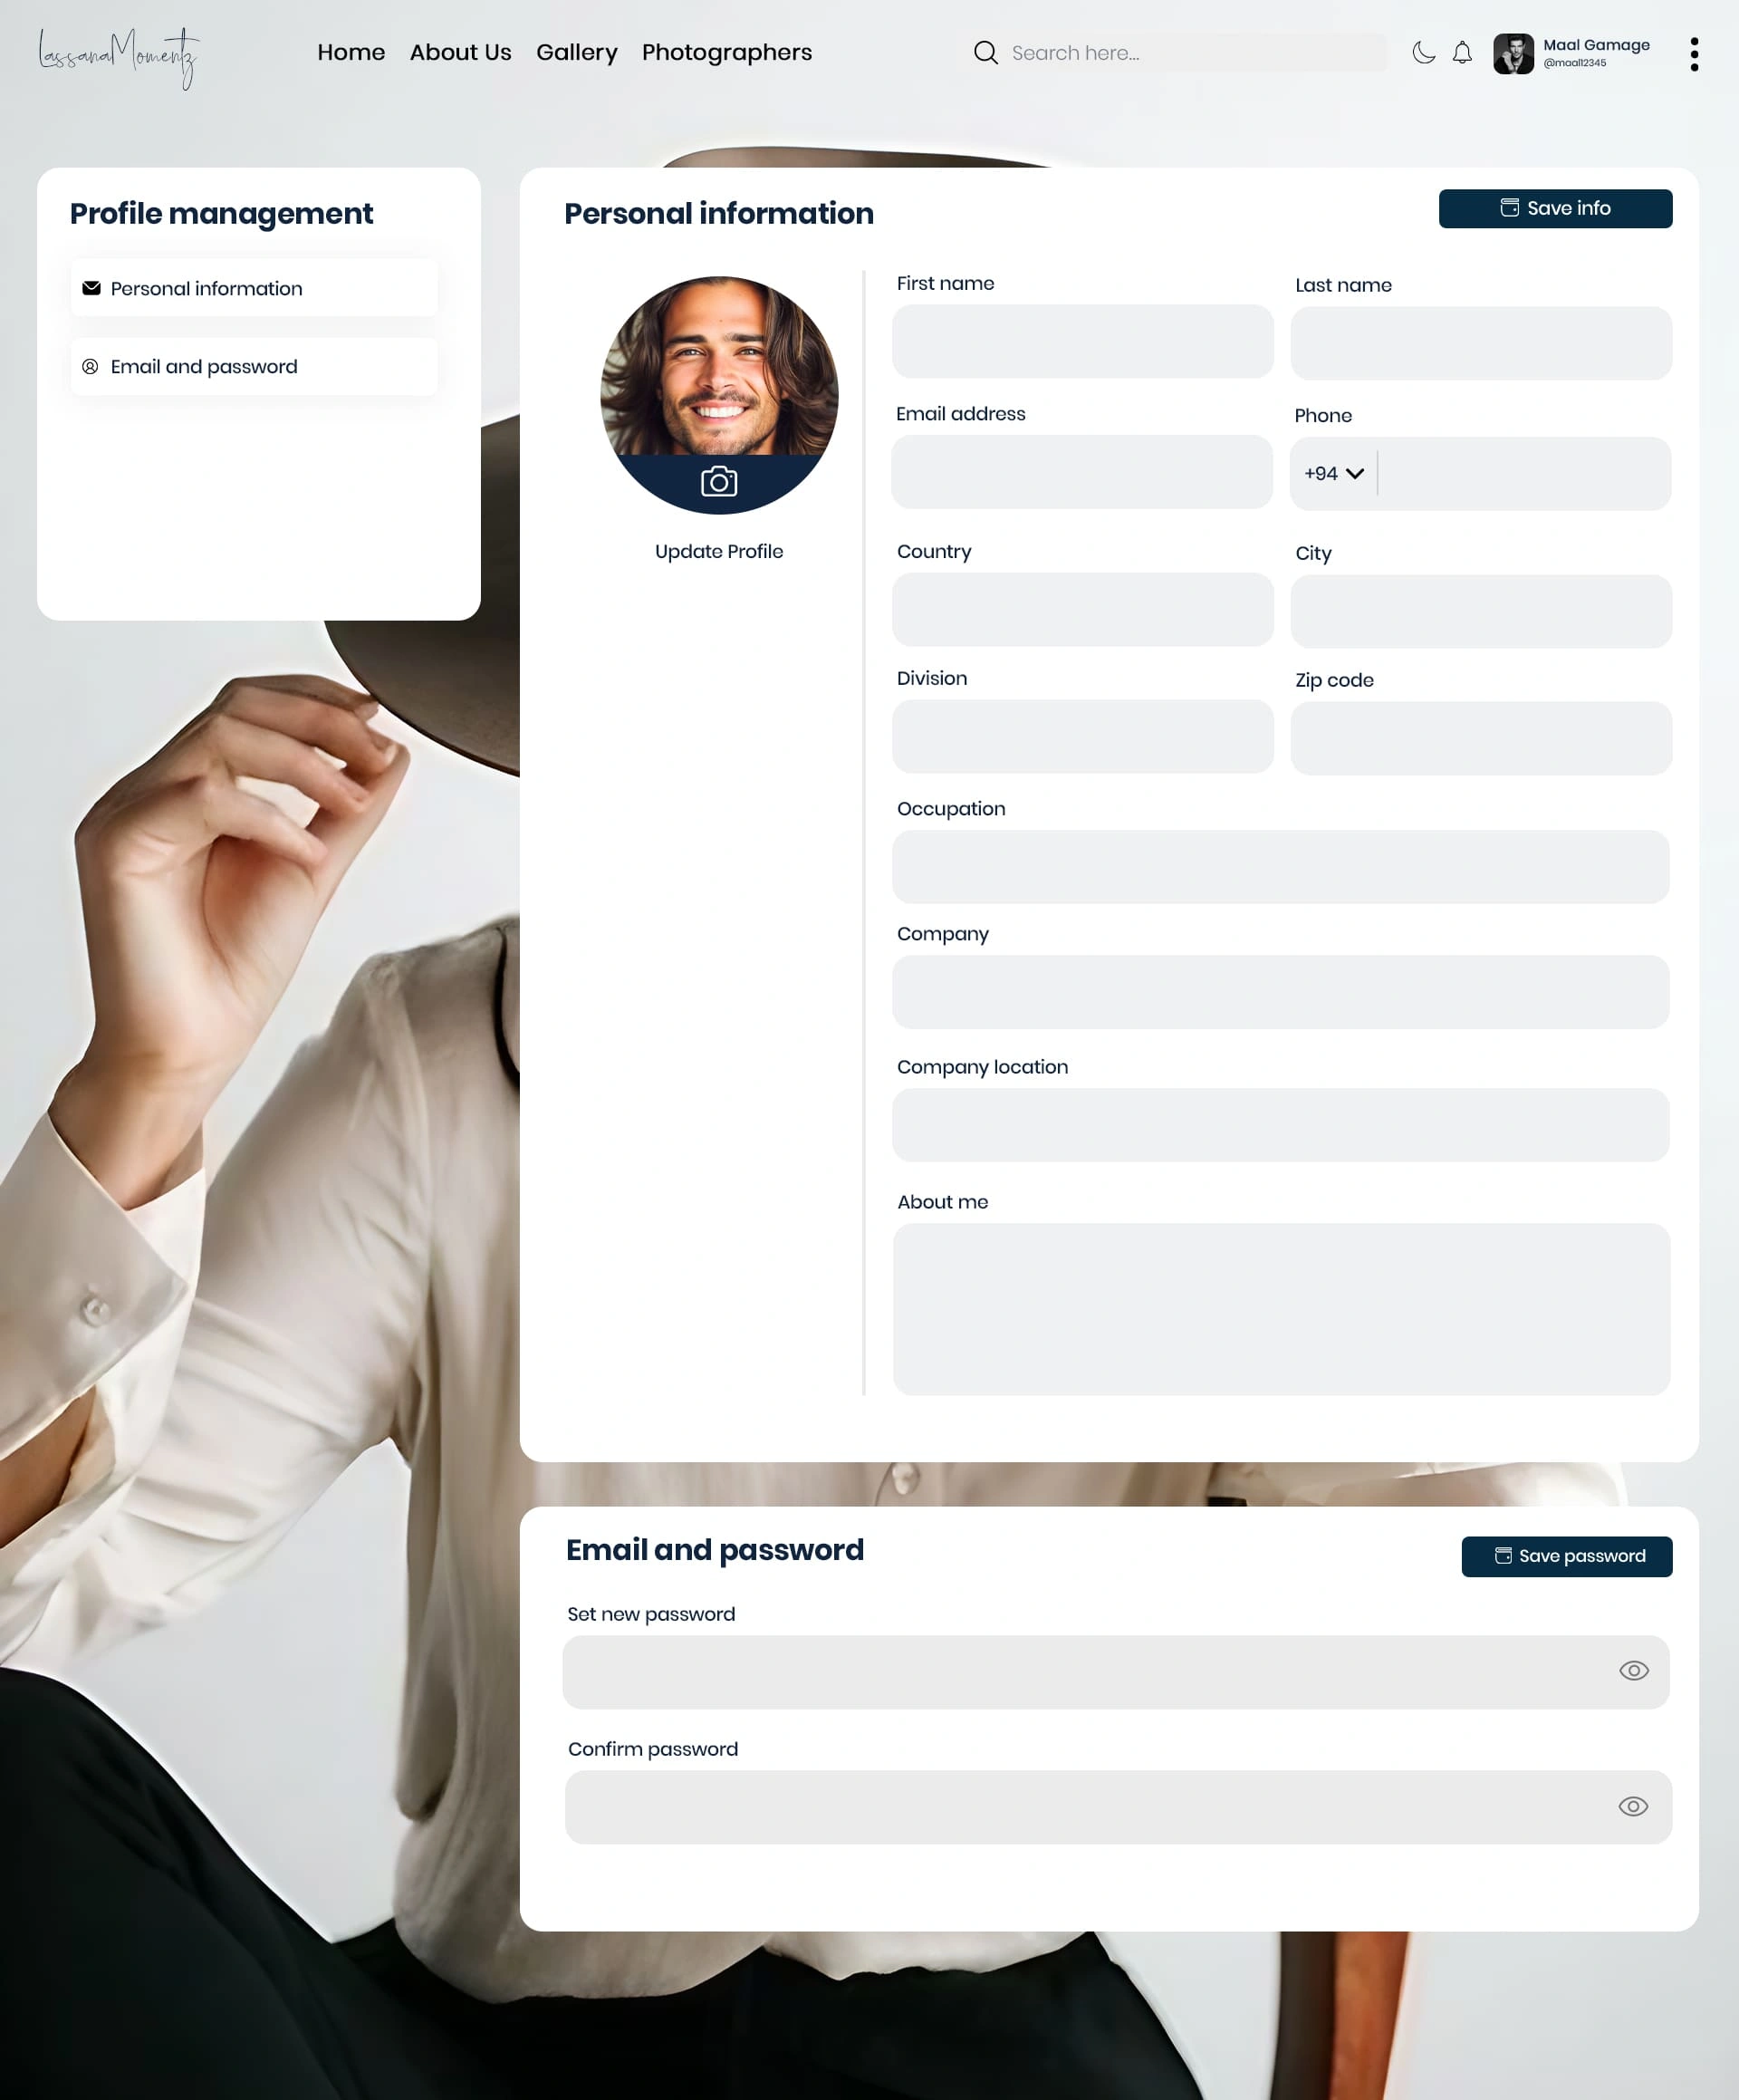 LassanaMomentz
Home About Us Gallery Photographers
Search here...
Maal Gamage
@maal12345
Profile management
Personal information
Email and password
Personal information
Save info
Update Profile
First name
Last name
Email address
Phone
+94
Country
City
Division
Zip code
Occupation
Company
Company location
About me
Email and password
Save password
Set new password
Confirm password